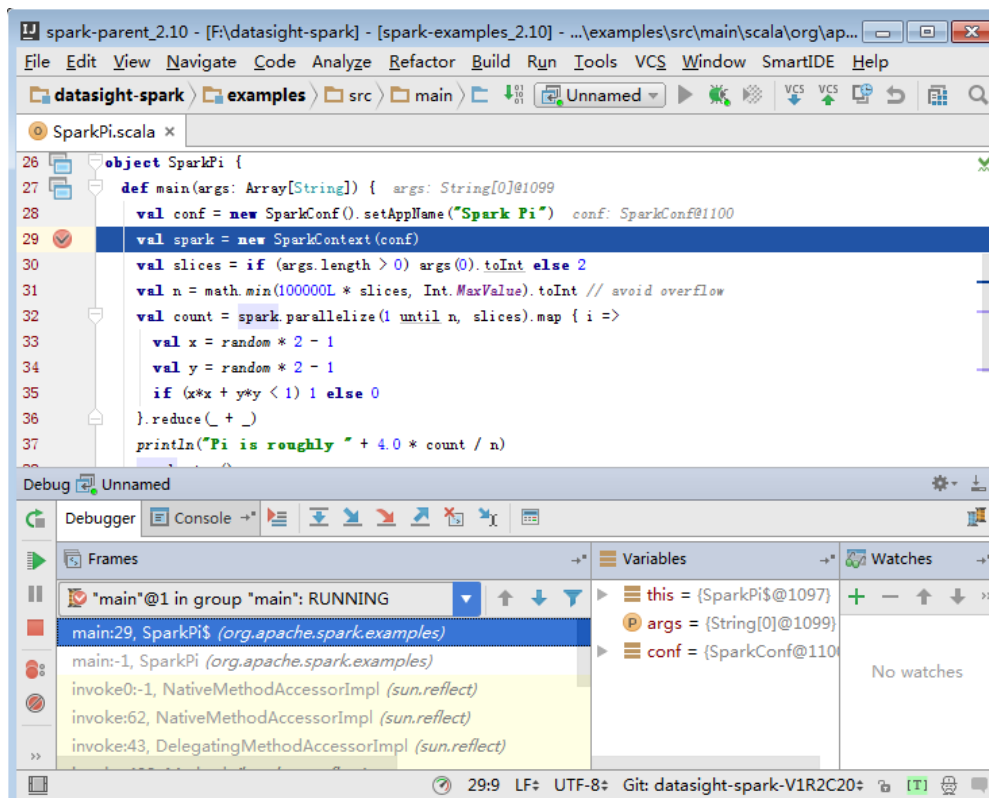 spark-parent_2.10 - [F:\datasight-spark] - [spark-examples_2.10] - ...\examples\src\main\scala\org\ap...
File Edit View Navigate Code Analyze Refactor Build Run Tools VCS Window SmartIDE Help
datasight-spark examples src main Unnamed VCS VCS
SparkPi.scala ×
26 object SparkPi {
27 def main(args: Array[String]) { args: String[0]@1099
28 val conf = new SparkConf().setAppName("Spark Pi") conf: SparkConf@1100
29 val spark = new SparkContext(conf)
30 val slices = if (args.length > 0) args(0).toInt else 2
31 val n = math.min(100000L * slices, Int.MaxValue).toInt // avoid overflow
32 val count = spark.parallelize(1 until n, slices).map { i =>
33 val x = random * 2 - 1
34 val y = random * 2 - 1
35 if (x*x + y*y < 1) 1 else 0
36 }.reduce(_ + _)
37 println("Pi is roughly " + 4.0 * count / n)
Debug Unnamed
Debugger Console
Frames
Variables
Watches
"main"@1 in group "main": RUNNING
main:29, SparkPi$ (org.apache.spark.examples)
main:-1, SparkPi (org.apache.spark.examples)
invoke0:-1, NativeMethodAccessorImpl (sun.reflect)
invoke:62, NativeMethodAccessorImpl (sun.reflect)
invoke:43, DelegatingMethodAccessorImpl (sun.reflect)
this = {SparkPi$@1097}
args = {String[0]@1099}
conf = {SparkConf@110
No watches
29:9 LF UTF-8 Git: datasight-spark-V1R2C20 [T]